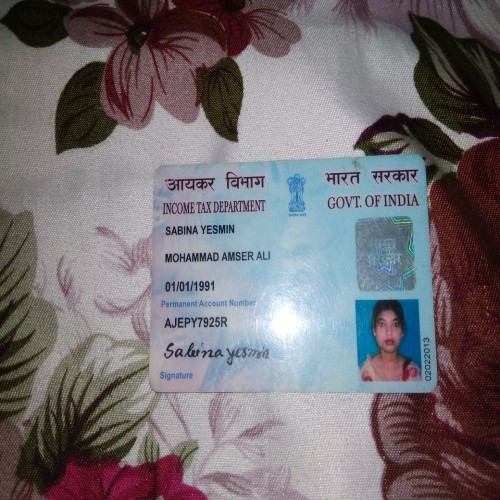 आयकर विभाग
भारत सरकार
INCOME TAX DEPARTMENT
GOVT. OF INDIA
SABINA YESMIN
MOHAMMAD AMSER ALI
01/01/1991
Permanent Account Number
AJEPY7925R
Sabina yesmin
Signature
02022013